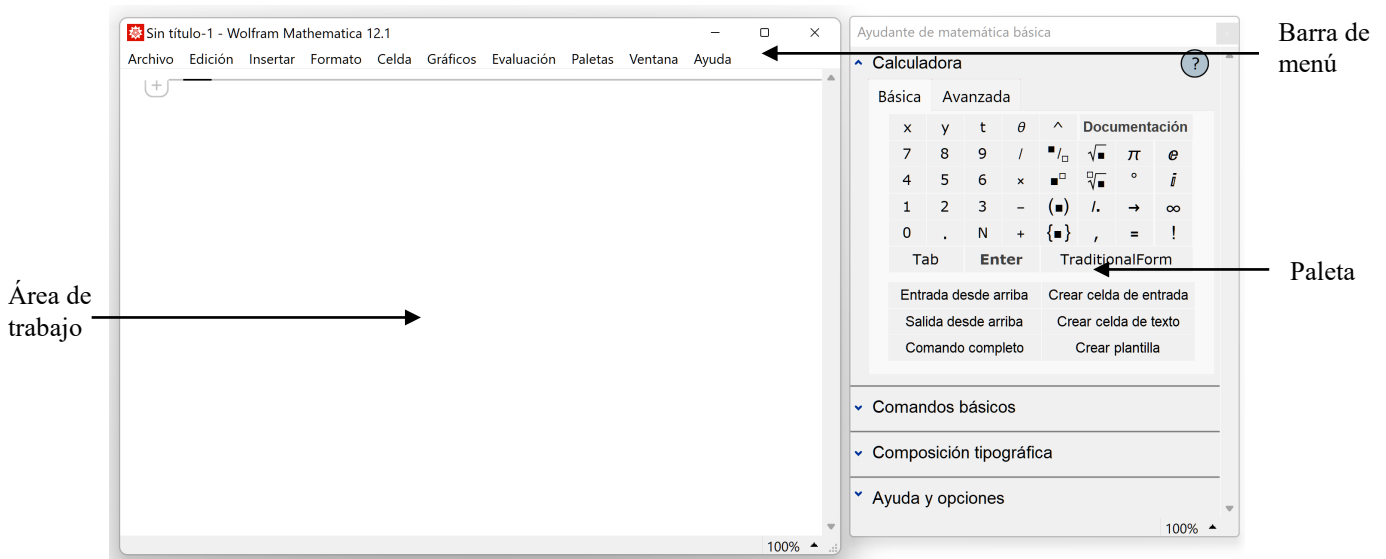 Sin título-1 - Wolfram Mathematica 12.1
Archivo Edición Insertar Formato Celda Gráficos Evaluación Paletas Ventana Ayuda
100%
Área de
trabajo
Ayudante de matemática básica
Calculadora
?
Básica Avanzada
x y t θ ^ Documentación
7 8 9 / ■/□ √■ π ⅇ
4 5 6 × ■□ □√■ ° ⅈ
1 2 3 − (■) /. → ∞
0 . N + {■} , = !
Tab Enter TraditionalForm
Entrada desde arriba Crear celda de entrada
Salida desde arriba Crear celda de texto
Comando completo Crear plantilla
Comandos básicos
Composición tipográfica
Ayuda y opciones
100%
Barra de
menú
Paleta